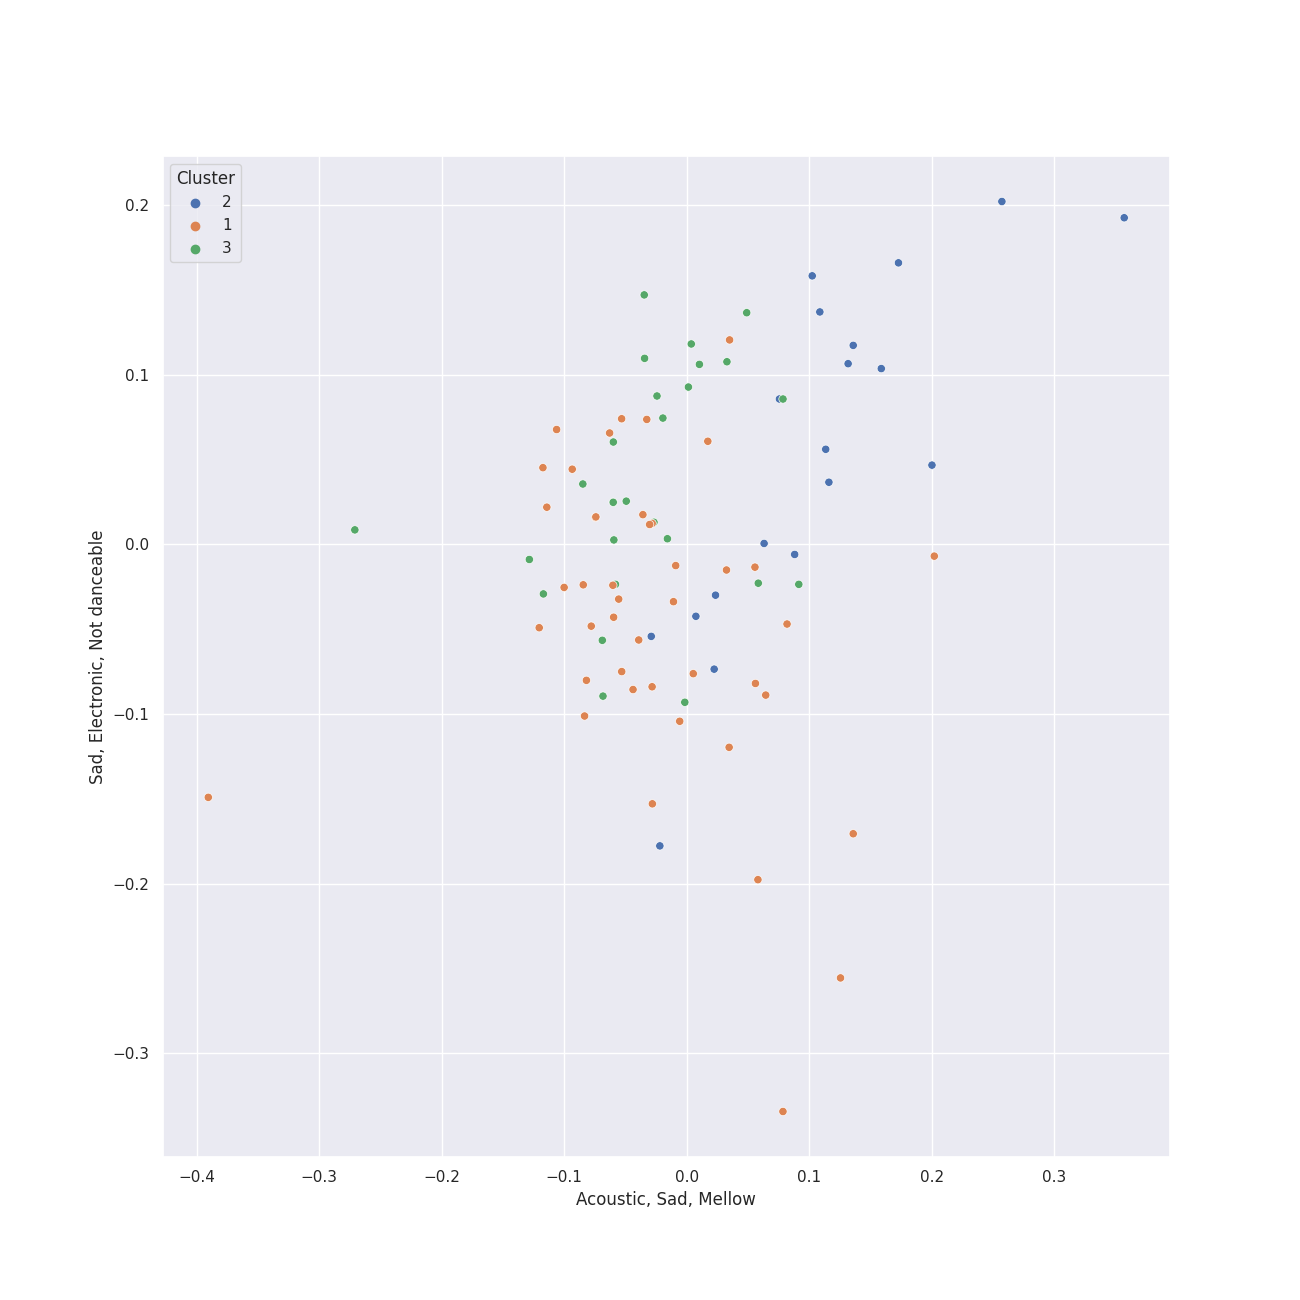 Cluster
2
1
3
0.2
0.1
0.0
−0.1
−0.2
−0.3
Sad, Electronic, Not danceable
−0.4 −0.3 −0.2 −0.1 0.0 0.1 0.2 0.3
Acoustic, Sad, Mellow